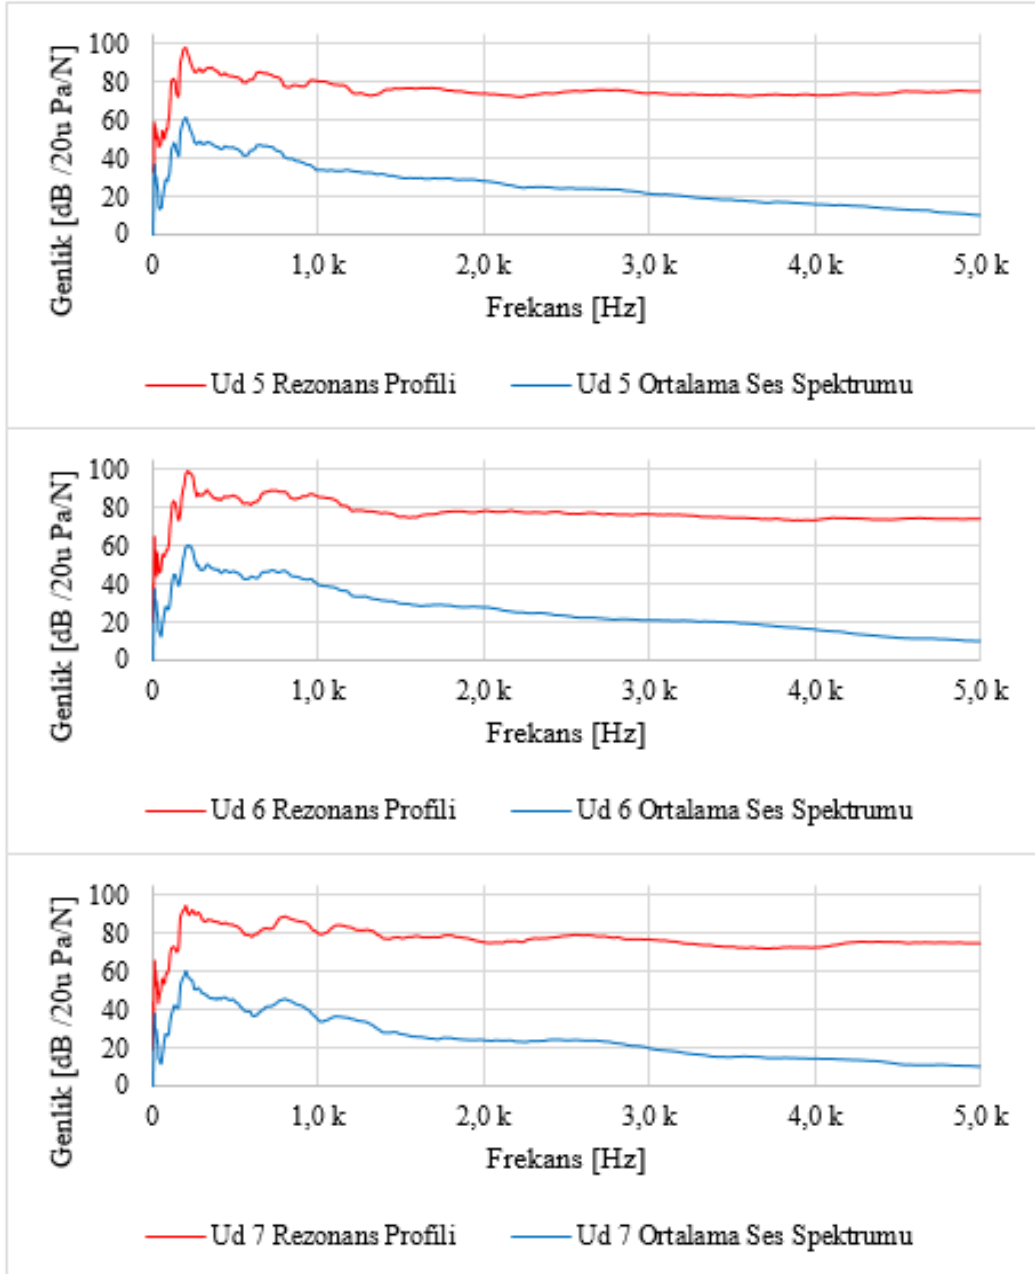 Genlik [dB /20u Pa/N]
100
80
60
40
20
0
0 1,0 k 2,0 k 3,0 k 4,0 k 5,0 k
Frekans [Hz]
Ud 5 Rezonans Profili Ud 5 Ortalama Ses Spektrumu
Genlik [dB /20u Pa/N]
100
80
60
40
20
0
0 1,0 k 2,0 k 3,0 k 4,0 k 5,0 k
Frekans [Hz]
Ud 6 Rezonans Profili Ud 6 Ortalama Ses Spektrumu
Genlik [dB /20u Pa/N]
100
80
60
40
20
0
0 1,0 k 2,0 k 3,0 k 4,0 k 5,0 k
Frekans [Hz]
Ud 7 Rezonans Profili Ud 7 Ortalama Ses Spektrumu